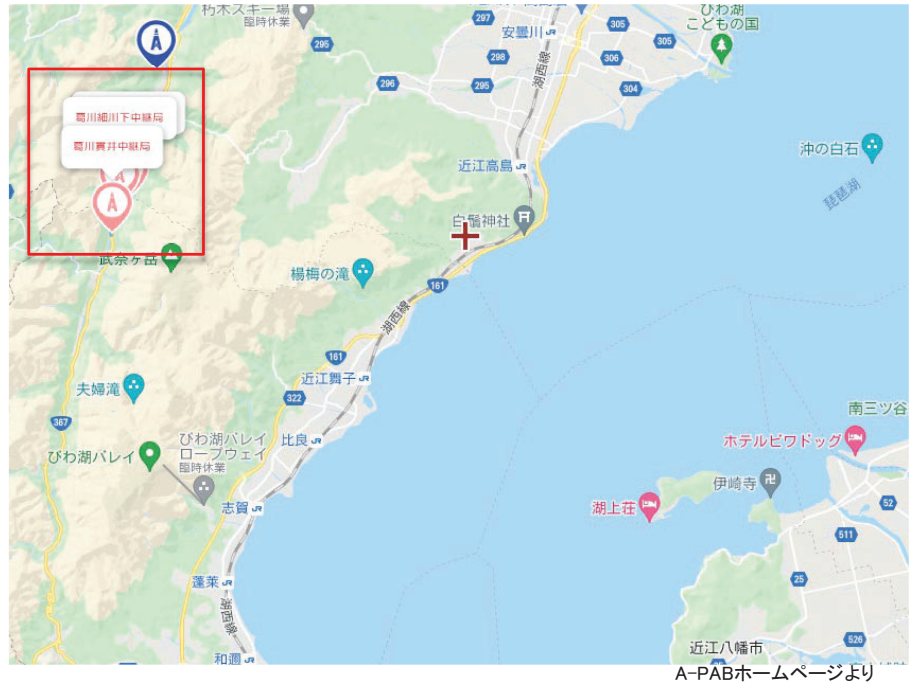 朽木スキー場
臨時休業
295
297
安曇川
305
305
298
306
296
295
304
びわ湖
こどもの国
葛川細川下中継局
葛川貫井中継局
近江高島
沖の白石
琵琶湖
白鬚神社
武奈ヶ岳
楊梅の滝
161
湖西線
湖西線
161
近江舞子
322
夫婦滝
367
比良
びわ湖バレイ
びわ湖バレイ
ロープウェイ
臨時休業
志賀
南三ツ谷
ホテルビワドッグ
伊崎寺
湖上荘
52
511
25
蓬莱
湖西線
和邇
近江八幡市
526
A-PABホームページより